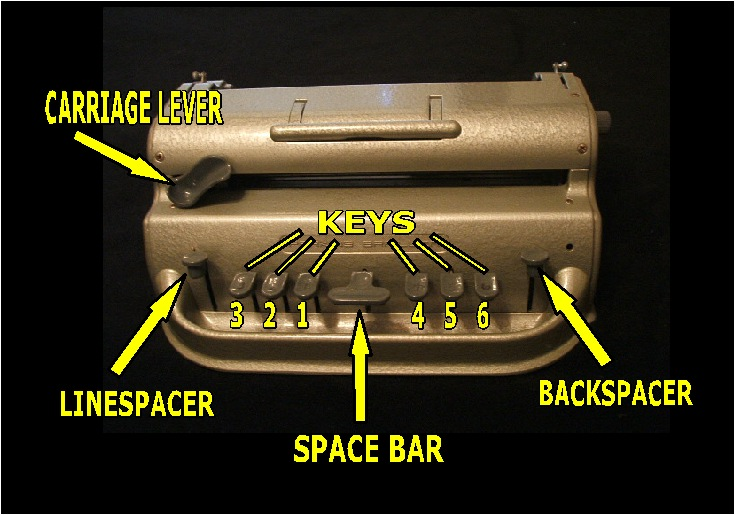 CARRIAGE LEVER
KEYS
3 2 1 4 5 6
LINESPACER
BACKSPACER
SPACE BAR